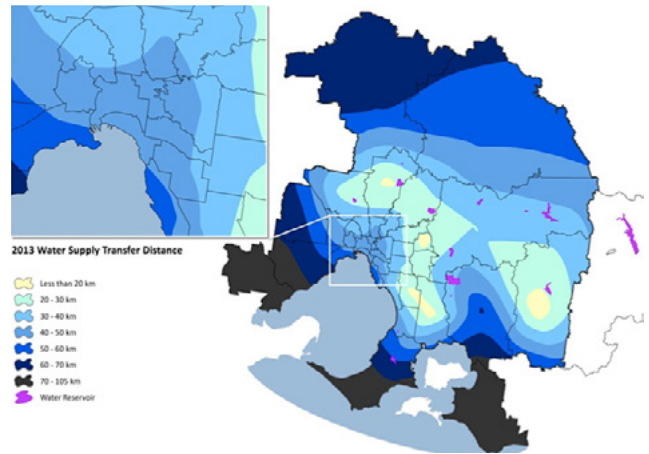 2013 Water Supply Transfer Distance
Less than 20 km
20 - 30 km
30 - 40 km
40 - 50 km
50 - 60 km
60 - 70 km
70 - 105 km
Water Reservoir